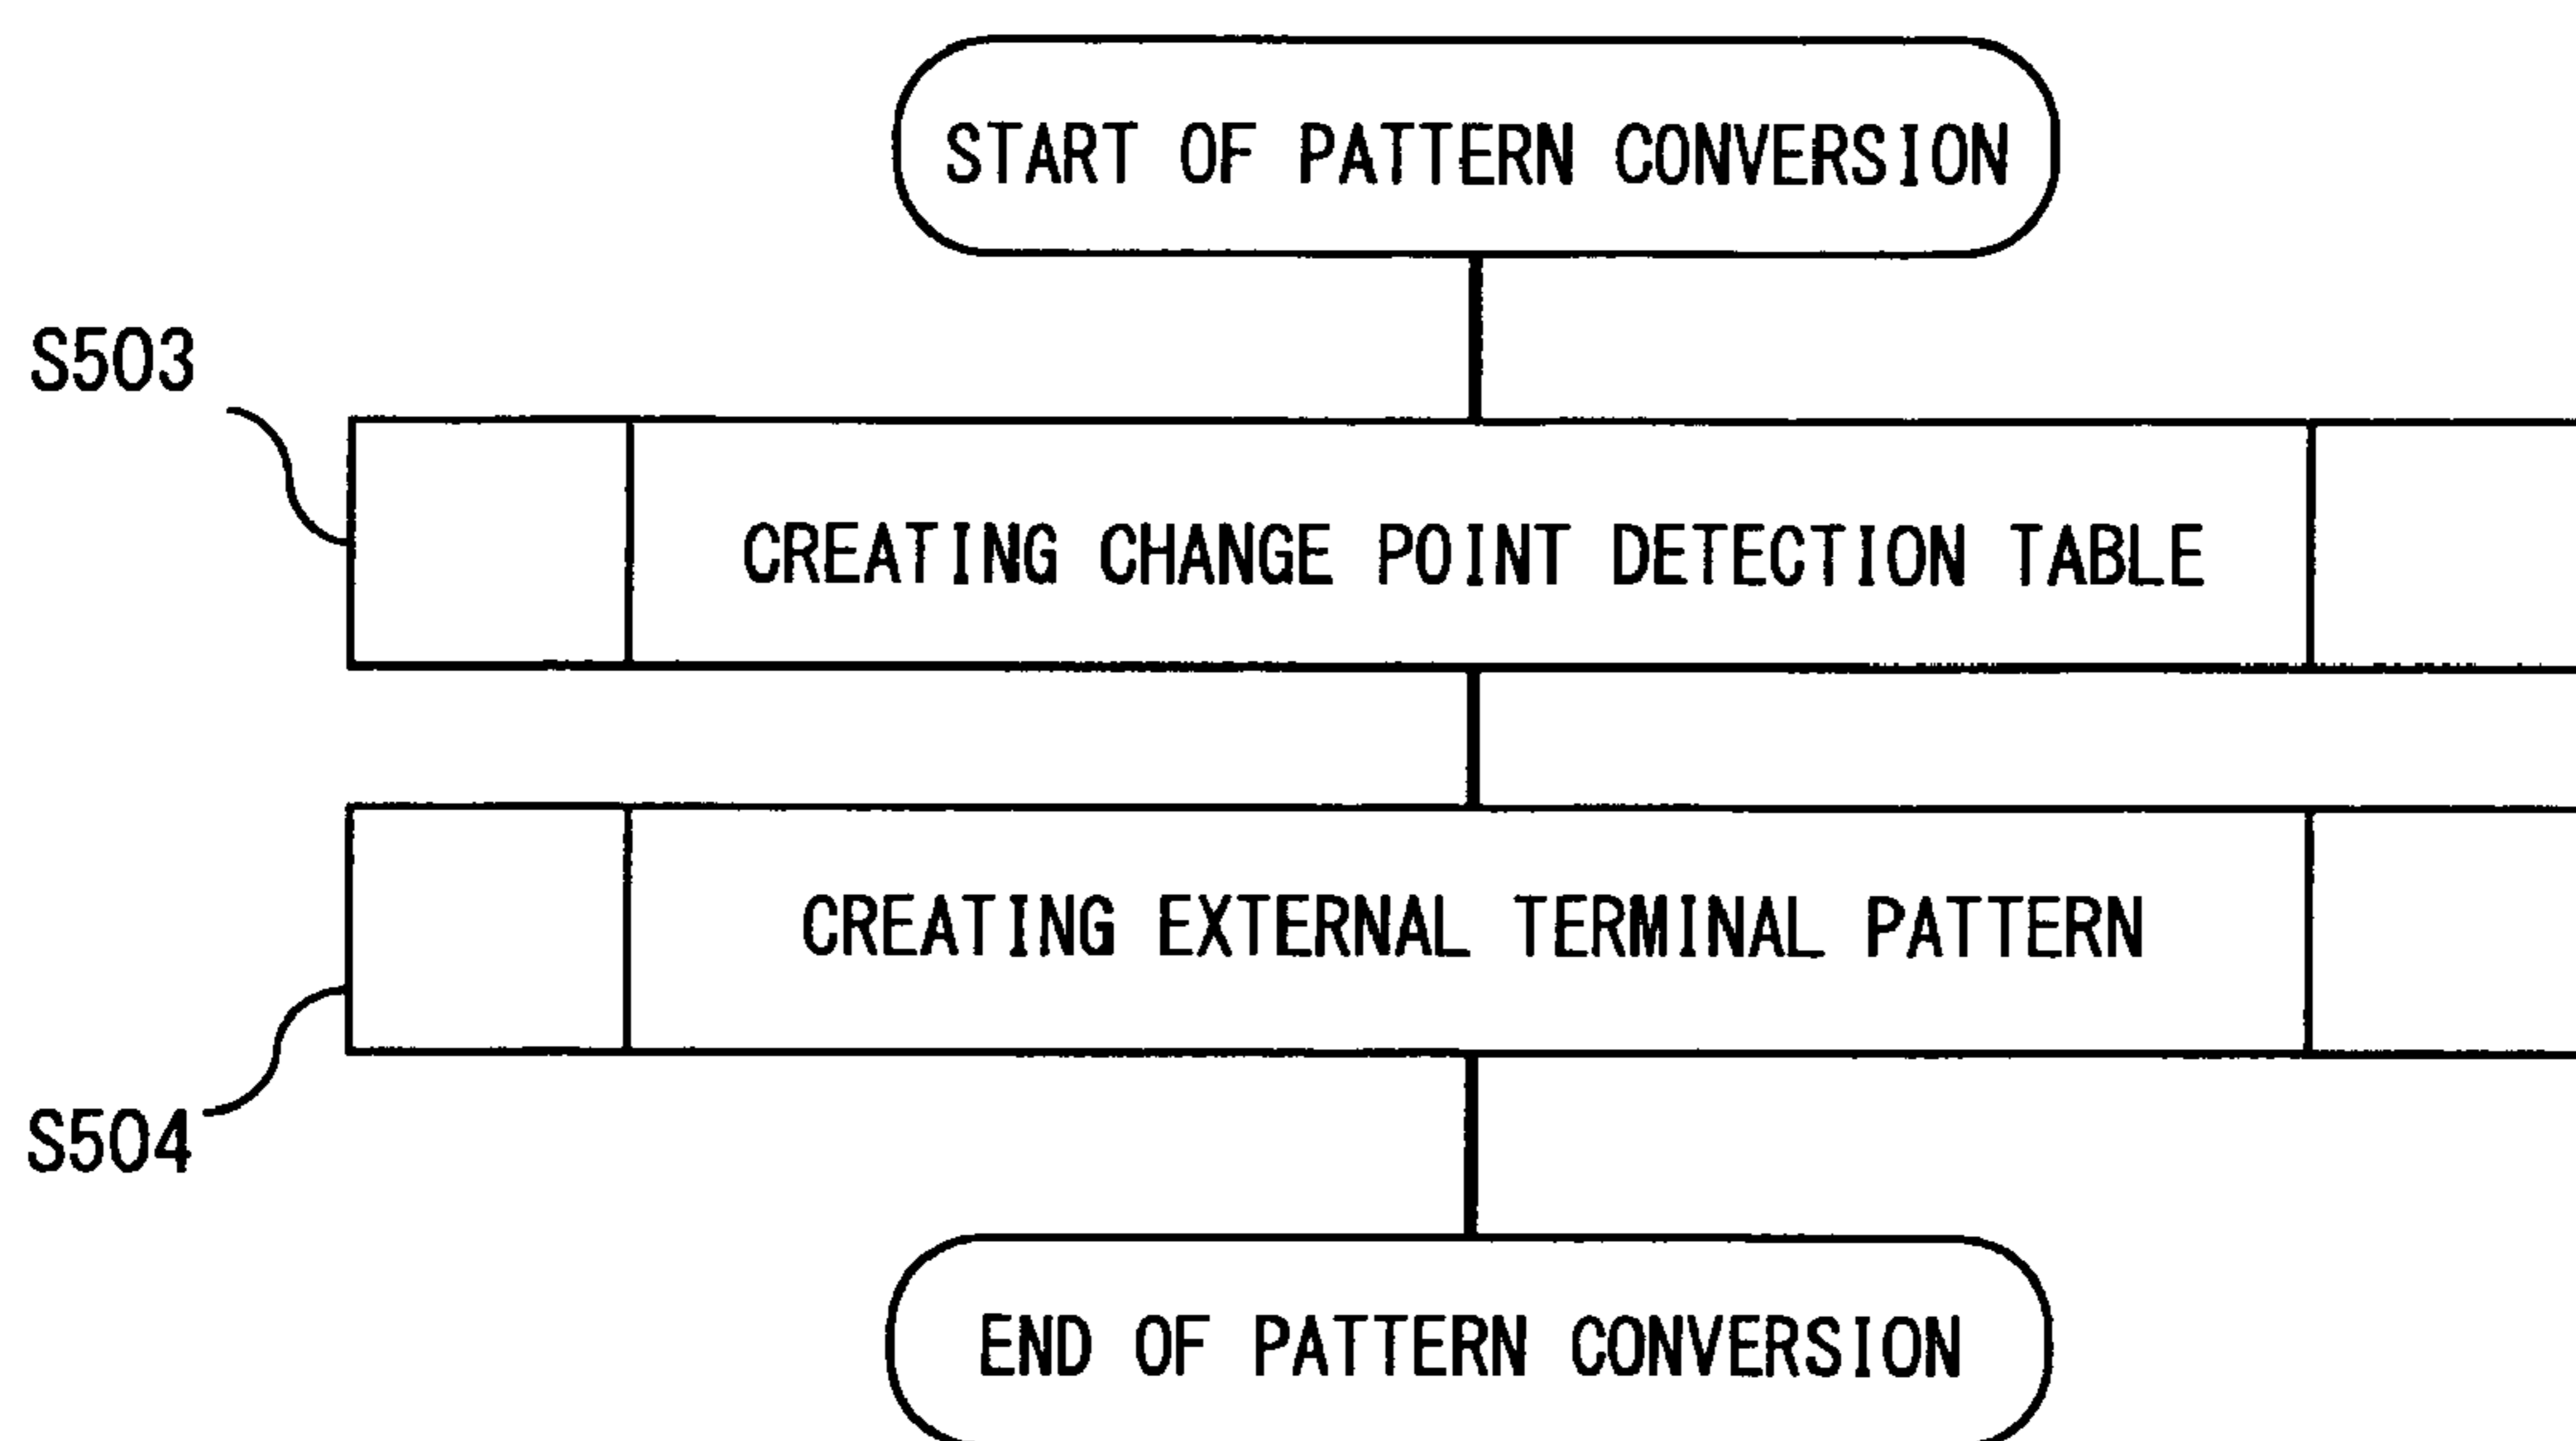 START OF PATTERN CONVERSION
S503
CREATING CHANGE POINT DETECTION TABLE
CREATING EXTERNAL TERMINAL PATTERN
S504
END OF PATTERN CONVERSION